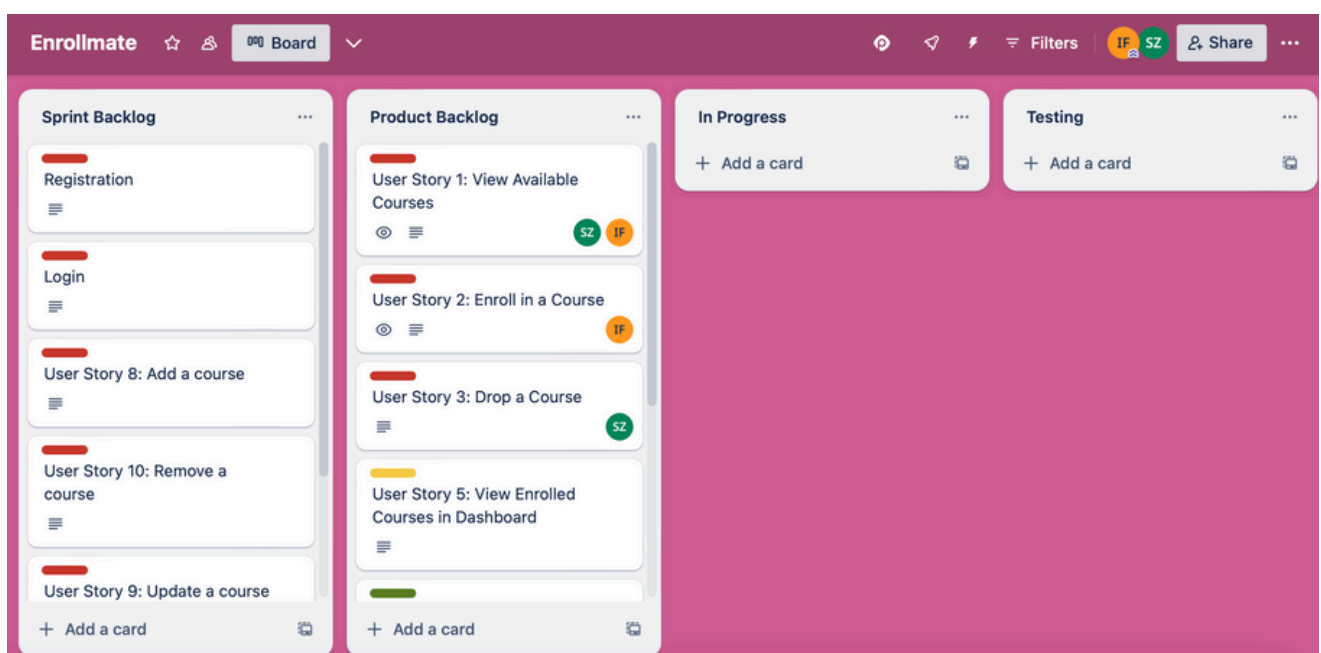 Enrollmate
Board
Filters
IF
SZ
Share
Sprint Backlog
Registration
Login
User Story 8: Add a course
User Story 10: Remove a
course
User Story 9: Update a course
+ Add a card
Product Backlog
User Story 1: View Available
Courses
SZ
IF
User Story 2: Enroll in a Course
IF
User Story 3: Drop a Course
SZ
User Story 5: View Enrolled
Courses in Dashboard
+ Add a card
In Progress
+ Add a card
Testing
+ Add a card